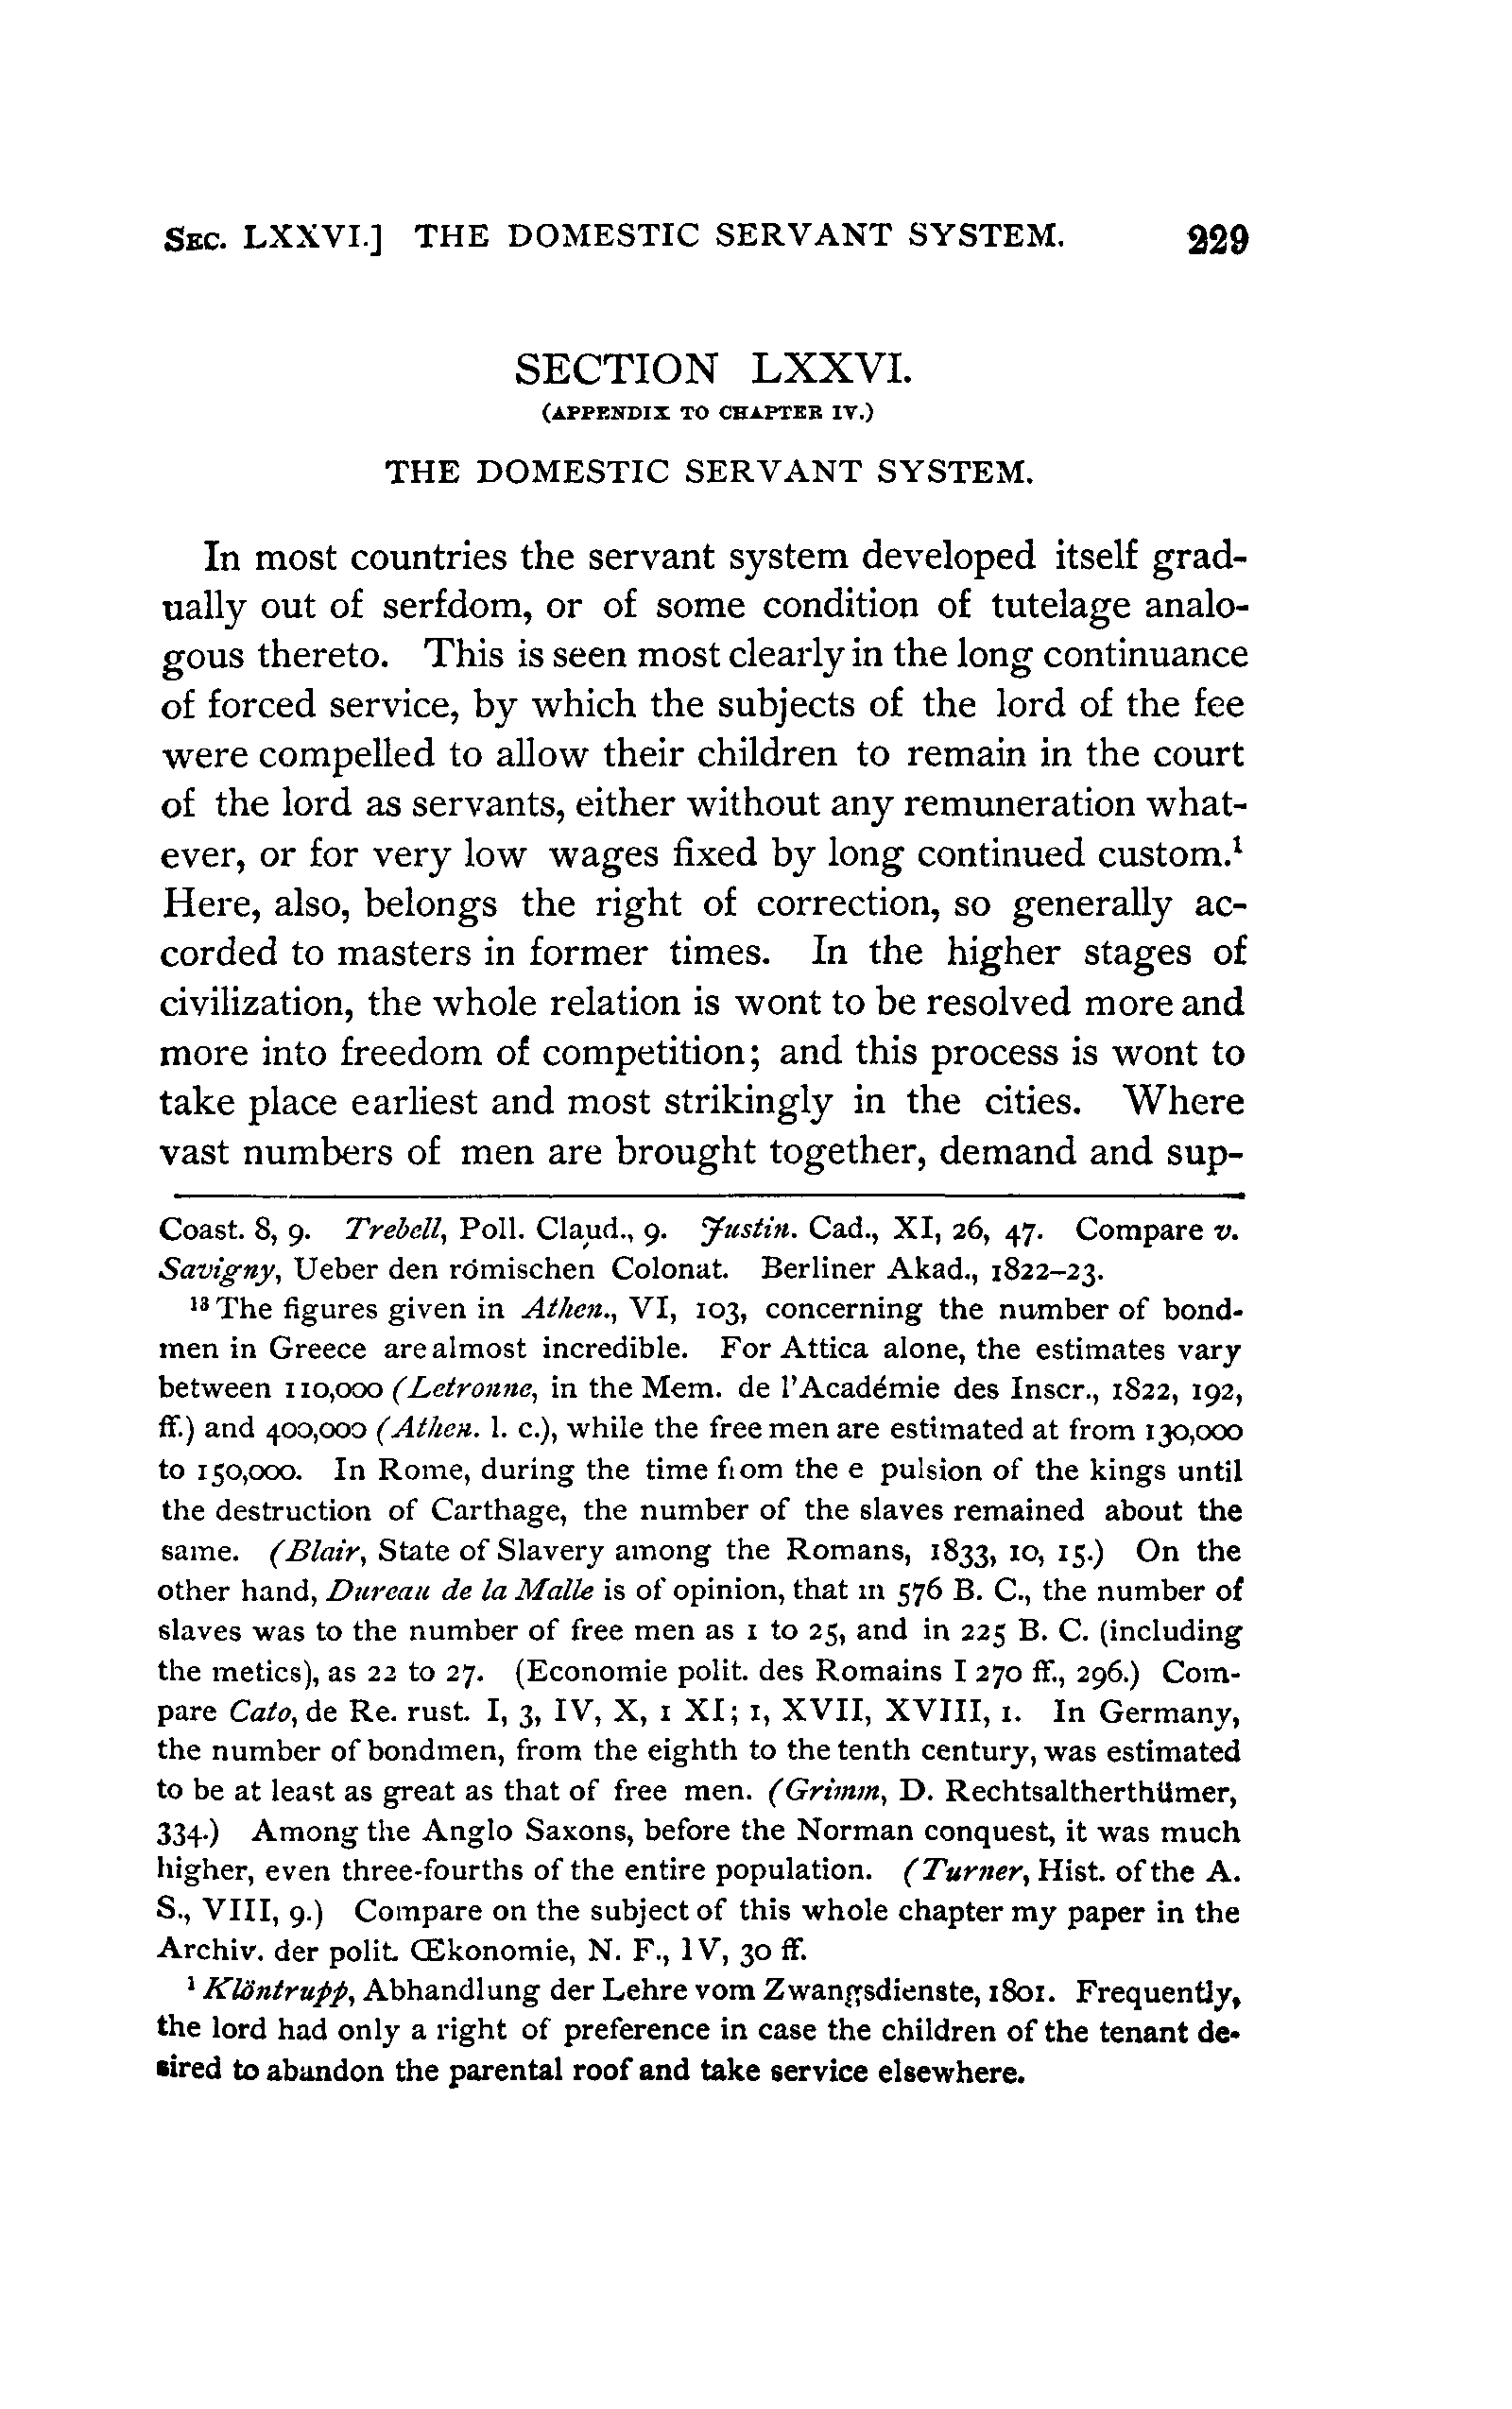 SEC. LXXVI.] THE DOMESTIC SERVANT SYSTEM. 229
SECTION LXXVI.
(APPENDIX TO CHAPTER IV.)
THE DOMESTIC SERVANT SYSTEM.
In most countries the servant system developed itself grad-
ually out of serfdom, or of some condition of tutelage analo-
gous thereto. This is seen most clearly in the long continuance
of forced service, by which the subjects of the lord of the fee
were compelled to allow their children to remain in the court
of the lord as servants, either without any remuneration what-
ever, or for very low wages fixed by long continued custom.¹
Here, also, belongs the right of correction, so generally ac-
corded to masters in former times. In the higher stages of
civilization, the whole relation is wont to be resolved more and
more into freedom of competition; and this process is wont to
take place earliest and most strikingly in the cities. Where
vast numbers of men are brought together, demand and sup-
Coast. 8, 9. Trebell, Poll. Claud., 9. Justin. Cad., XI, 26, 47. Compare v.
Savigny, Ueber den römischen Colonat. Berliner Akad., 1822–23.
¹³ The figures given in Athen., VI, 103, concerning the number of bond-
men in Greece are almost incredible. For Attica alone, the estimates vary
between 110,000 (Letronne, in the Mem. de l'Académie des Inscr., 1822, 192,
ff.) and 400,000 (Athen. l. c.), while the free men are estimated at from 130,000
to 150,000. In Rome, during the time from the e pulsion of the kings until
the destruction of Carthage, the number of the slaves remained about the
same. (Blair, State of Slavery among the Romans, 1833, 10, 15.) On the
other hand, Dureau de la Malle is of opinion, that in 576 B. C., the number of
slaves was to the number of free men as 1 to 25, and in 225 B. C. (including
the metics), as 22 to 27. (Economie polit. des Romains I 270 ff., 296.) Com-
pare Cato, de Re. rust. I, 3, IV, X, 1 XI; 1, XVII, XVIII, 1. In Germany,
the number of bondmen, from the eighth to the tenth century, was estimated
to be at least as great as that of free men. (Grimm, D. Rechtsaltherthümer,
334.) Among the Anglo Saxons, before the Norman conquest, it was much
higher, even three-fourths of the entire population. (Turner, Hist. of the A.
S., VIII, 9.) Compare on the subject of this whole chapter my paper in the
Archiv. der polit. Œkonomie, N. F., IV, 30 ff.
¹ Klöntrupp, Abhandlung der Lehre vom Zwangsdienste, 1801. Frequently,
the lord had only a right of preference in case the children of the tenant de-
sired to abandon the parental roof and take service elsewhere.